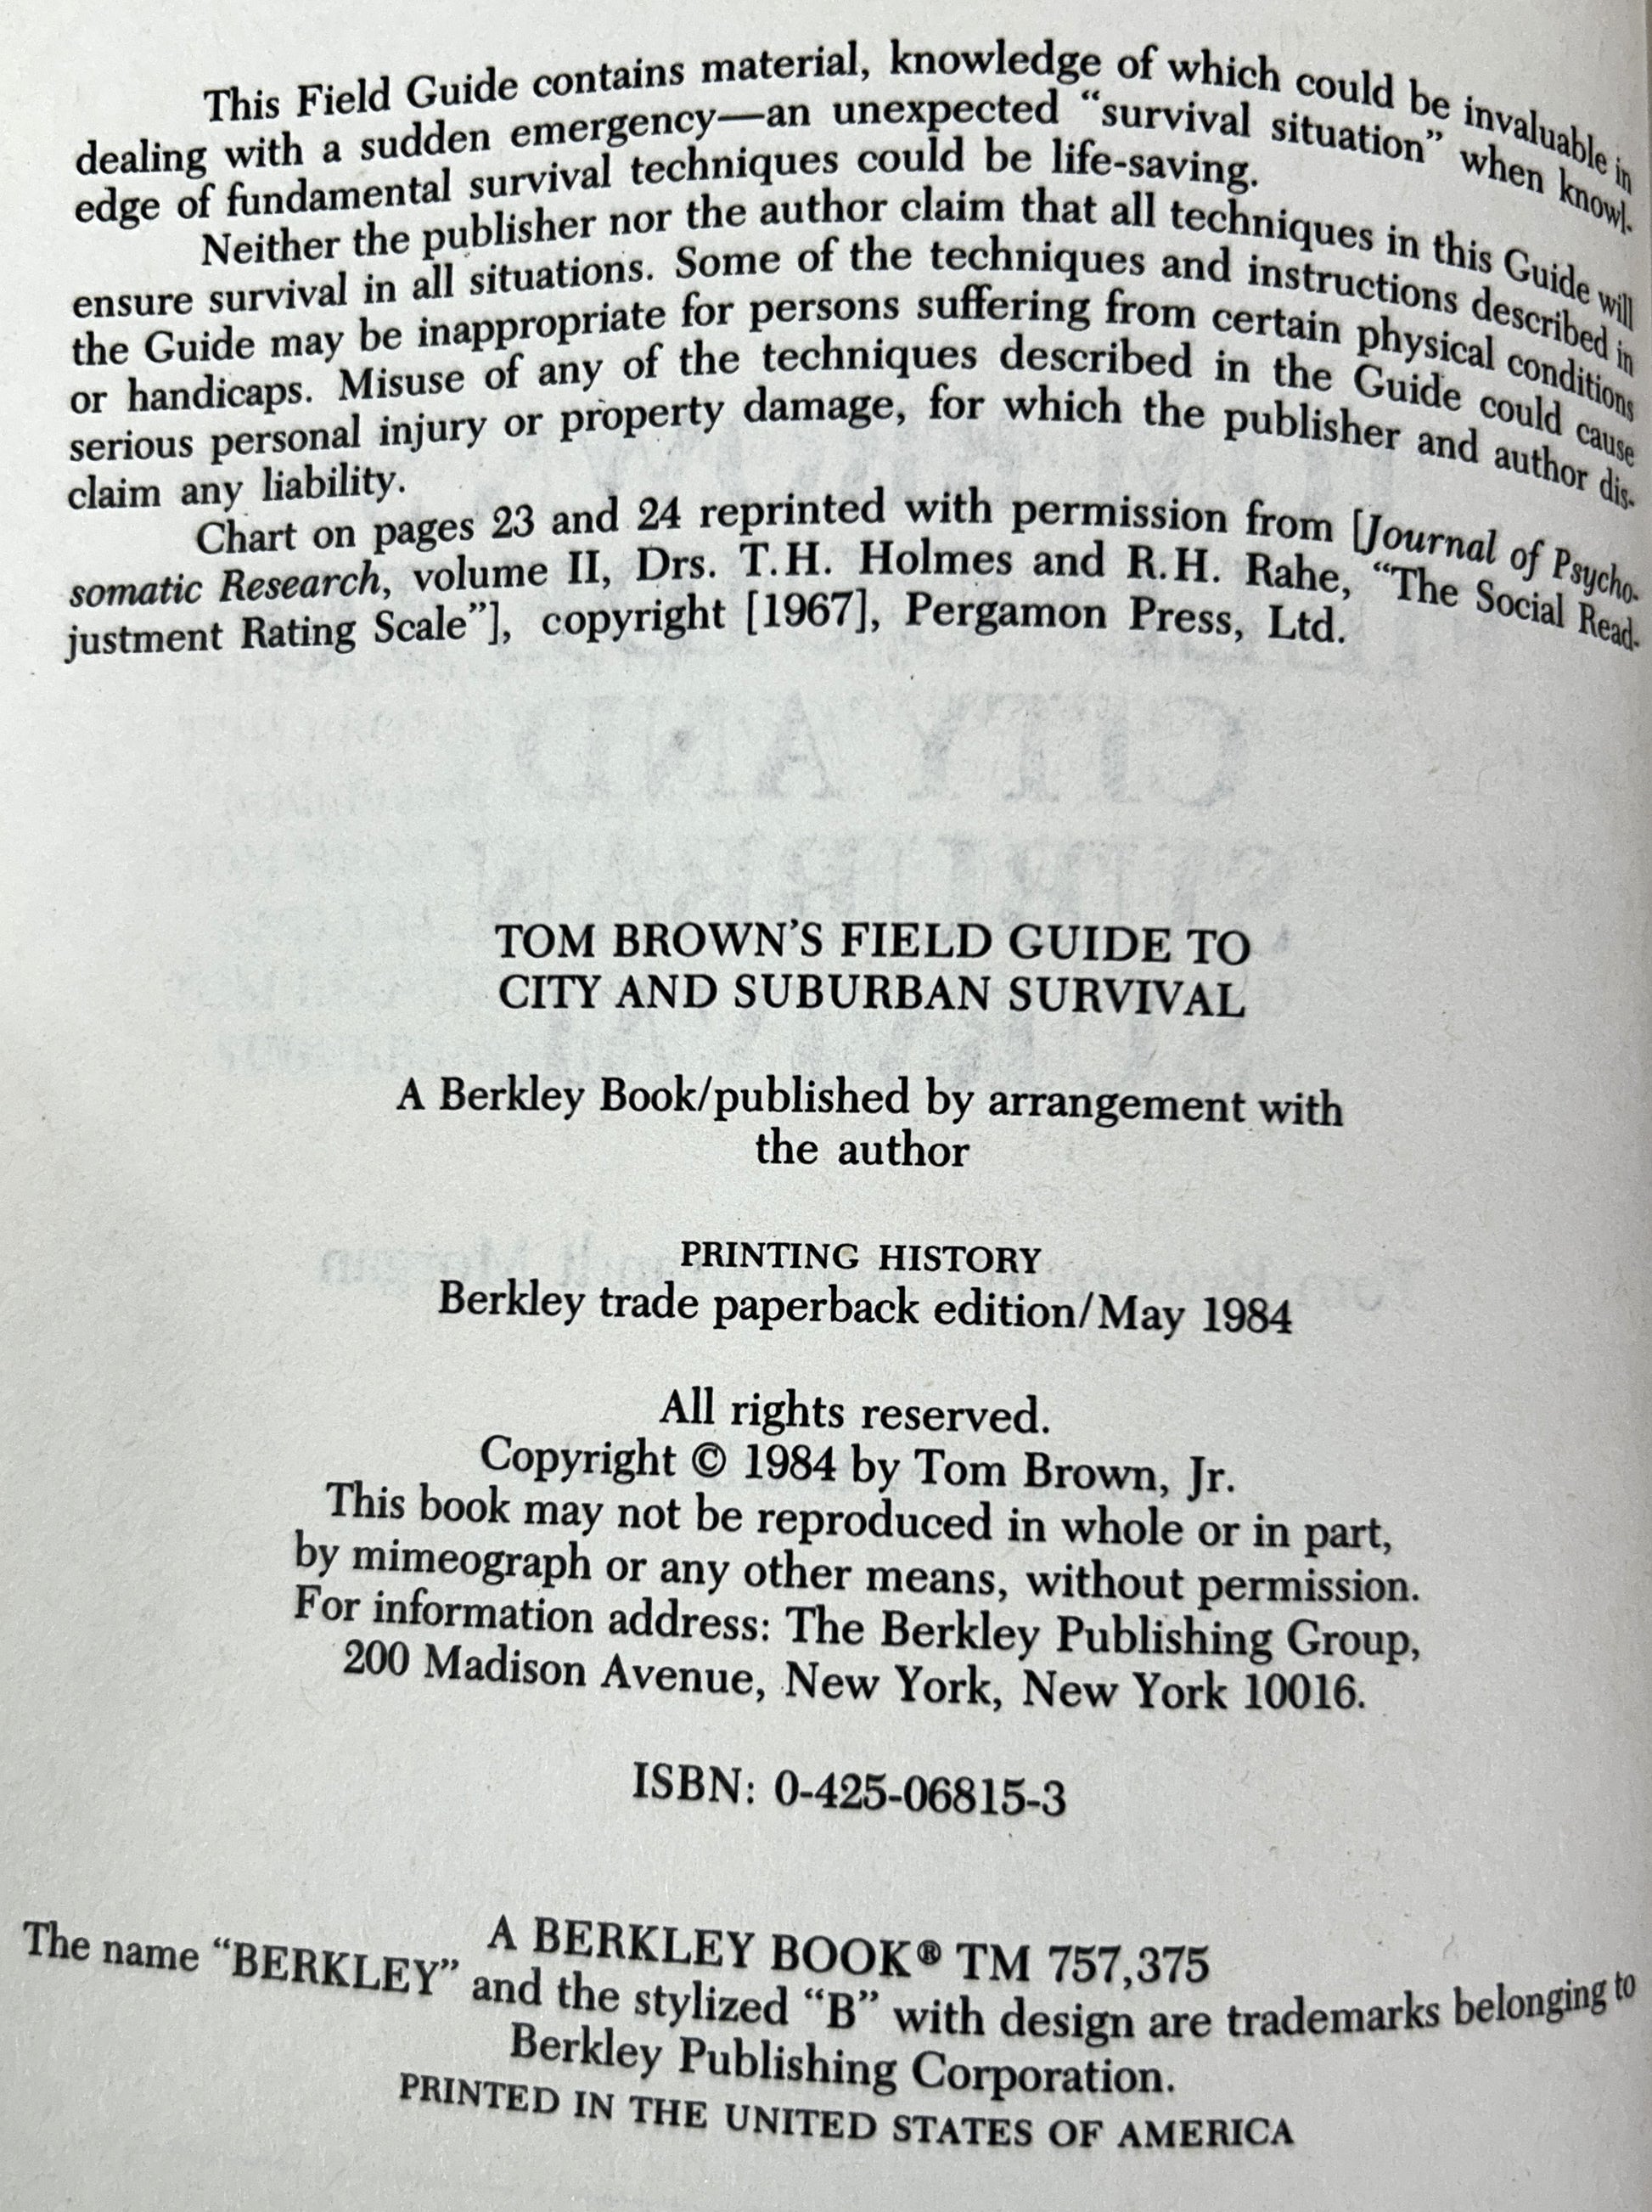 This Field Guide contains material, knowledge of which could be invaluable in
dealing with a sudden emergency—an unexpected “survival situation” when knowl-
edge of fundamental survival techniques could be life-saving.
Neither the publisher nor the author claim that all techniques in this Guide will
ensure survival in all situations. Some of the techniques and instructions described in
the Guide may be inappropriate for persons suffering from certain physical conditions
or handicaps. Misuse of any of the techniques described in the Guide could cause
serious personal injury or property damage, for which the publisher and author dis-
claim any liability.
Chart on pages 23 and 24 reprinted with permission from [Journal of Psycho-
somatic Research, volume II, Drs. T.H. Holmes and R.H. Rahe, “The Social Read-
justment Rating Scale”], copyright [1967], Pergamon Press, Ltd.
TOM BROWN’S FIELD GUIDE TO
CITY AND SUBURBAN SURVIVAL
A Berkley Book/published by arrangement with
the author
PRINTING HISTORY
Berkley trade paperback edition/May 1984
All rights reserved.
Copyright © 1984 by Tom Brown, Jr.
This book may not be reproduced in whole or in part,
by mimeograph or any other means, without permission.
For information address: The Berkley Publishing Group,
200 Madison Avenue, New York, New York 10016.
ISBN: 0-425-06815-3
A BERKLEY BOOK® TM 757,375
The name “BERKLEY” and the stylized “B” with design are trademarks belonging to
Berkley Publishing Corporation.
PRINTED IN THE UNITED STATES OF AMERICA